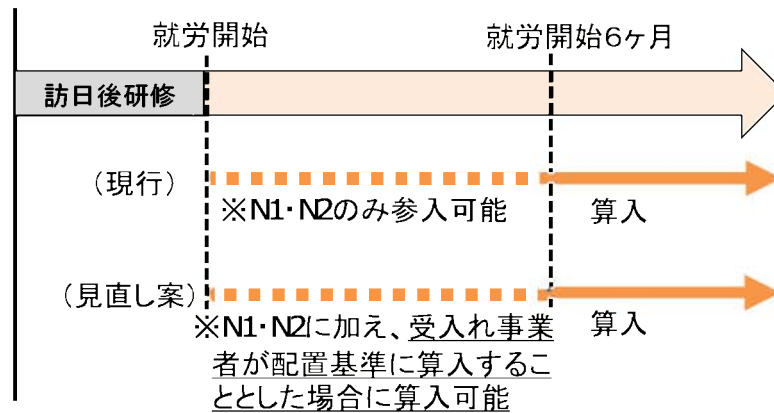 就労開始
就労開始6ヶ月
訪日後研修
（現行）
※N1・N2のみ参入可能
算入
（見直し案）
※N1・N2に加え、受入れ事業
者が配置基準に算入するこ
ととした場合に算入可能
算入